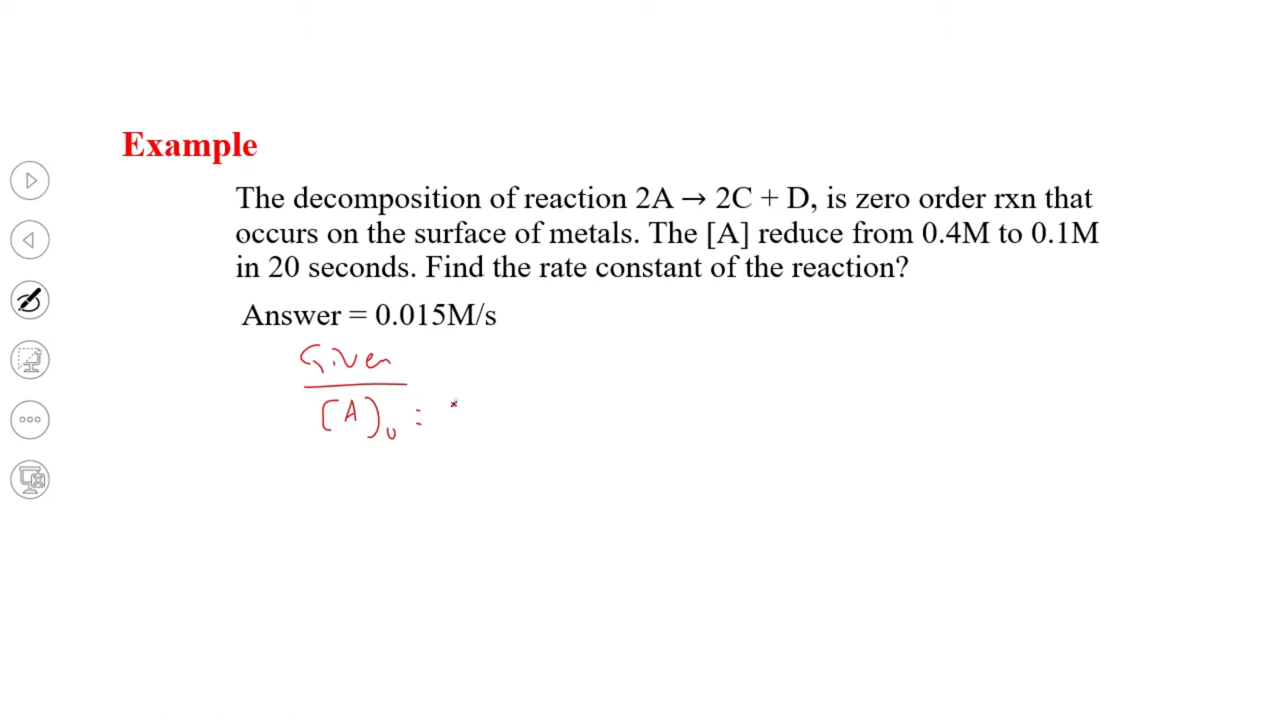 Example
The decomposition of reaction 2A → 2C + D, is zero order rxn that
occurs on the surface of metals. The [A] reduce from 0.4M to 0.1M
in 20 seconds. Find the rate constant of the reaction?
Answer = 0.015M/s
Given
[A)₀ =